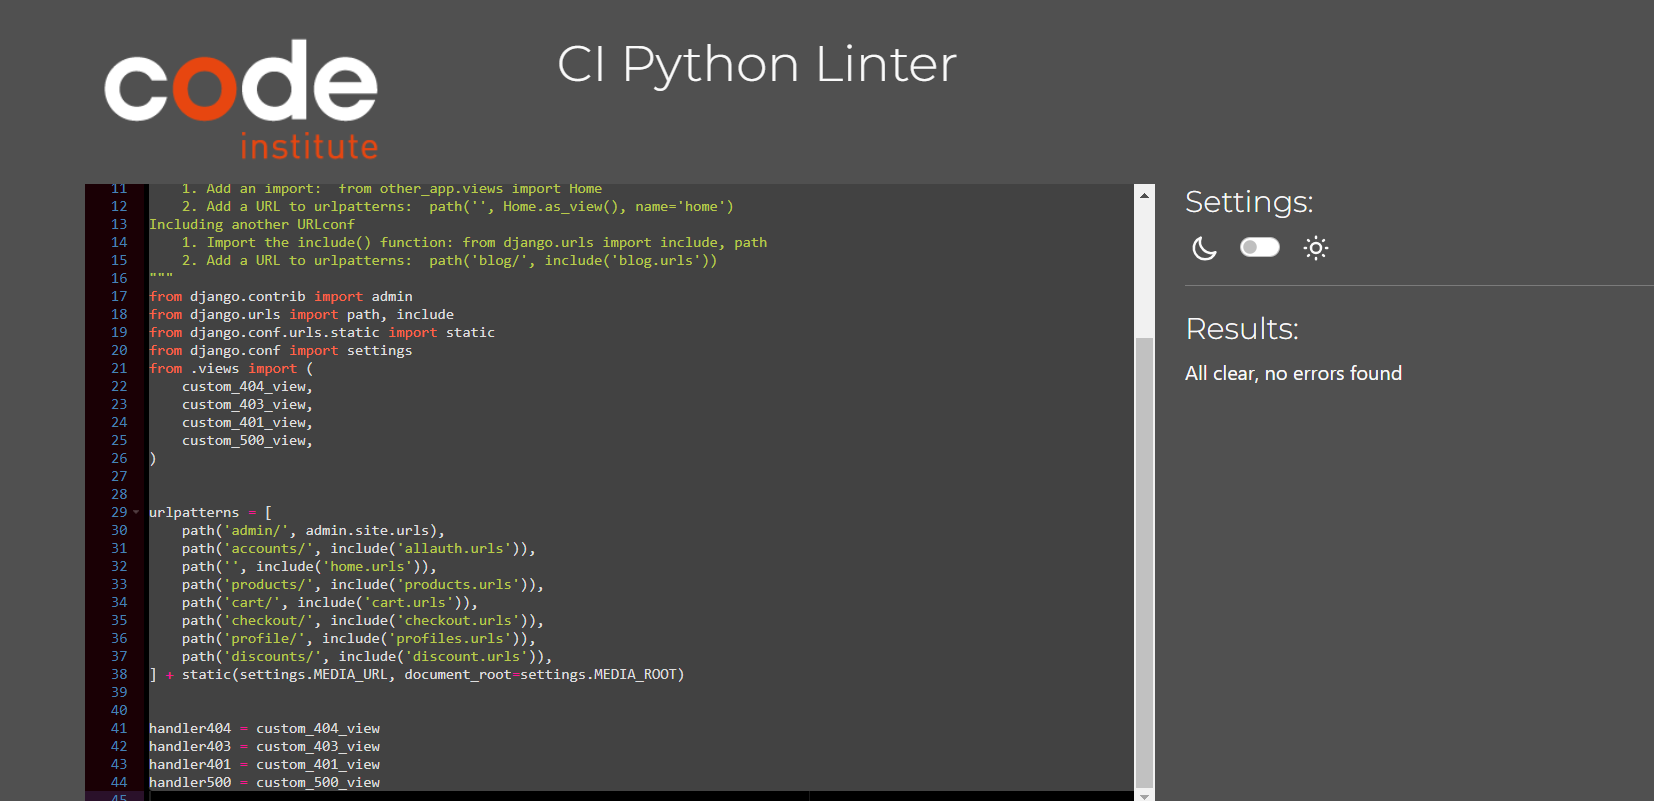 code
institute
CI Python Linter
11 1. Add an import:  from other_app.views import Home
12 2. Add a URL to urlpatterns:  path('', Home.as_view(), name='home')
13 Including another URLconf
14 1. Import the include() function: from django.urls import include, path
15 2. Add a URL to urlpatterns:  path('blog/', include('blog.urls'))
16 """
17 from django.contrib import admin
18 from django.urls import path, include
19 from django.conf.urls.static import static
20 from django.conf import settings
21 from .views import (
22 custom_404_view,
23 custom_403_view,
24 custom_401_view,
25 custom_500_view,
26 )
27
28
29 urlpatterns = [
30 path('admin/', admin.site.urls),
31 path('accounts/', include('allauth.urls')),
32 path('', include('home.urls')),
33 path('products/', include('products.urls')),
34 path('cart/', include('cart.urls')),
35 path('checkout/', include('checkout.urls')),
36 path('profile/', include('profiles.urls')),
37 path('discounts/', include('discount.urls')),
38 ] + static(settings.MEDIA_URL, document_root=settings.MEDIA_ROOT)
39
40
41 handler404 = custom_404_view
42 handler403 = custom_403_view
43 handler401 = custom_401_view
44 handler500 = custom_500_view
45
Settings:
Results:
All clear, no errors found